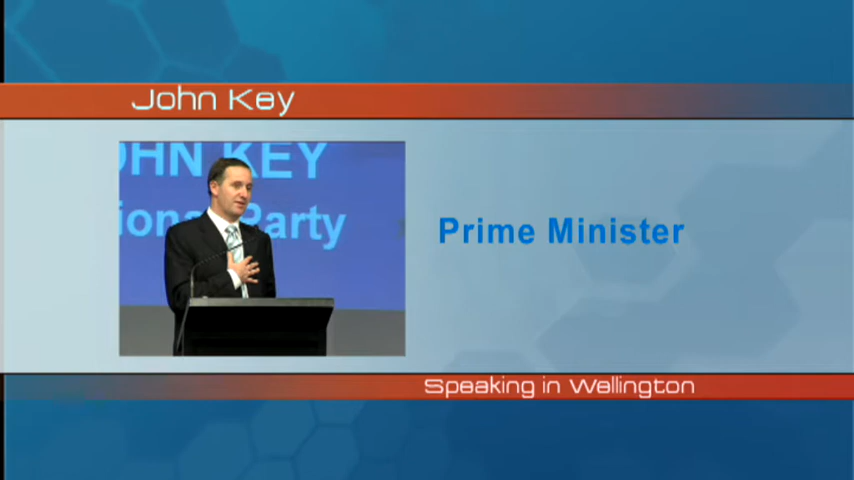 John Key
JOHN KEY
Party
Prime Minister
Speaking in Wellington